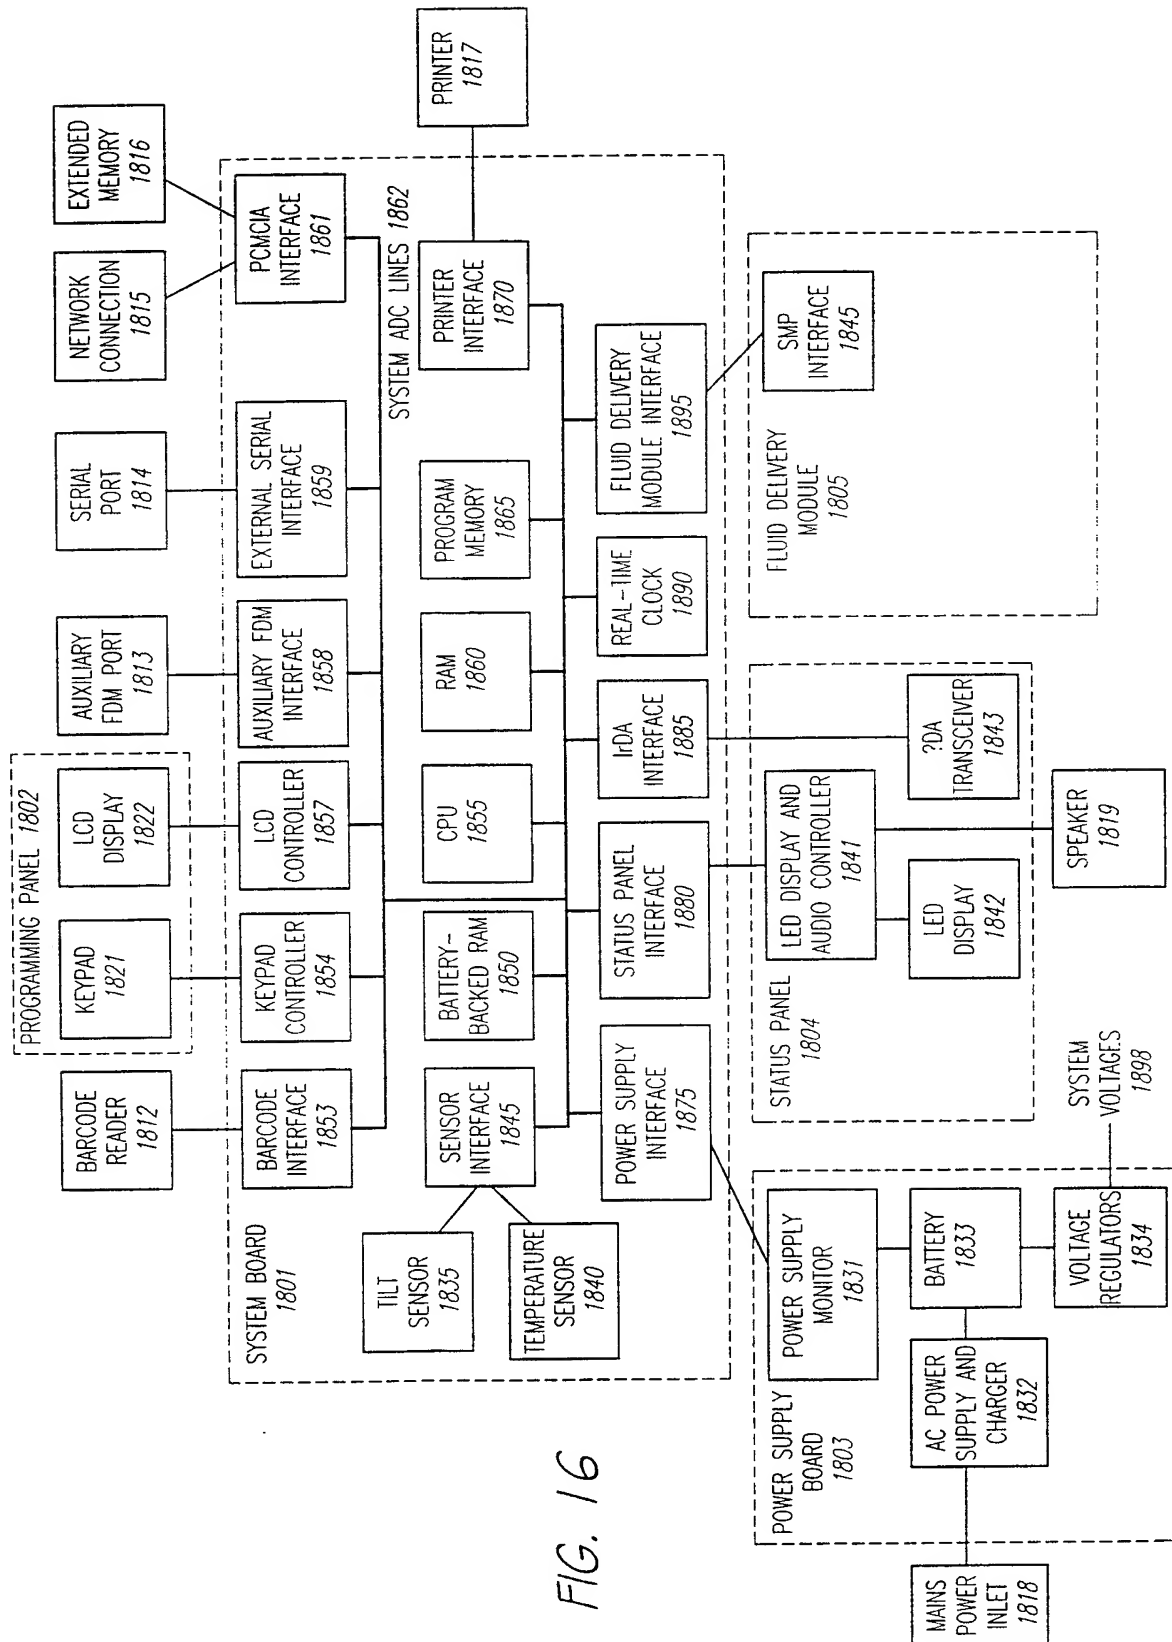 PROGRAMMING PANEL 1802
BARCODE
READER
1812
KEYPAD
1821
LCD
DISPLAY
1822
AUXILIARY
FDM PORT
1813
SERIAL
PORT
1814
NETWORK
CONNECTION
1815
EXTENDED
MEMORY
1816
SYSTEM BOARD
1801
BARCODE
INTERFACE
1853
KEYPAD
CONTROLLER
1854
LCD
CONTROLLER
1857
AUXILIARY FDM
INTERFACE
1858
EXTERNAL SERIAL
INTERFACE
1859
PCMCIA
INTERFACE
1861
SYSTEM ADC LINES 1862
TILT
SENSOR
1835
TEMPERATURE
SENSOR
1840
SENSOR
INTERFACE
1845
BATTERY-
BACKED RAM
1850
CPU
1855
RAM
1860
PROGRAM
MEMORY
1865
PRINTER
INTERFACE
1870
PRINTER
1817
POWER SUPPLY
INTERFACE
1875
STATUS PANEL
INTERFACE
1880
IrDA
INTERFACE
1885
REAL-TIME
CLOCK
1890
FLUID DELIVERY
MODULE INTERFACE
1895
POWER SUPPLY
BOARD
1803
POWER SUPPLY
MONITOR
1831
MAINS
POWER
INLET
1818
AC POWER
SUPPLY AND
CHARGER
1832
BATTERY
1833
VOLTAGE
REGULATORS
1834
SYSTEM
VOLTAGES
1898
STATUS PANEL
1804
LED DISPLAY AND
AUDIO CONTROLLER
1841
LED
DISPLAY
1842
?DA
TRANSCEIVER
1843
SPEAKER
1819
FLUID DELIVERY
MODULE
1805
SMP
INTERFACE
1845
FIG. 16